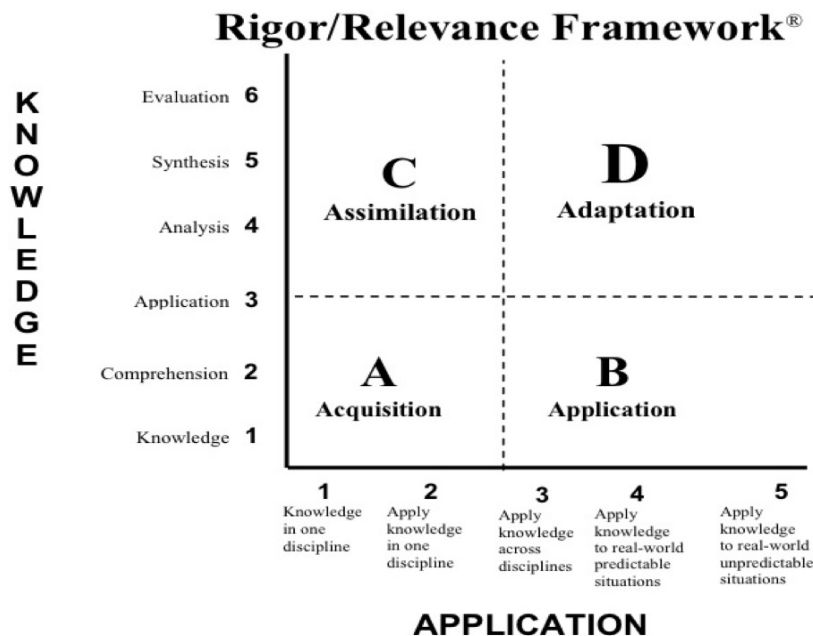 Rigor/Relevance Framework®
KNOWLEDGE
Evaluation 6
Synthesis 5
Analysis 4
Application 3
Comprehension 2
Knowledge 1
C
Assimilation
D
Adaptation
A
Acquisition
B
Application
1
Knowledge
in one
discipline
2
Apply
knowledge
in one
discipline
3
Apply
knowledge
across
disciplines
4
Apply
knowledge
to real-world
predictable
situations
5
Apply
knowledge
to real-world
unpredictable
situations
APPLICATION